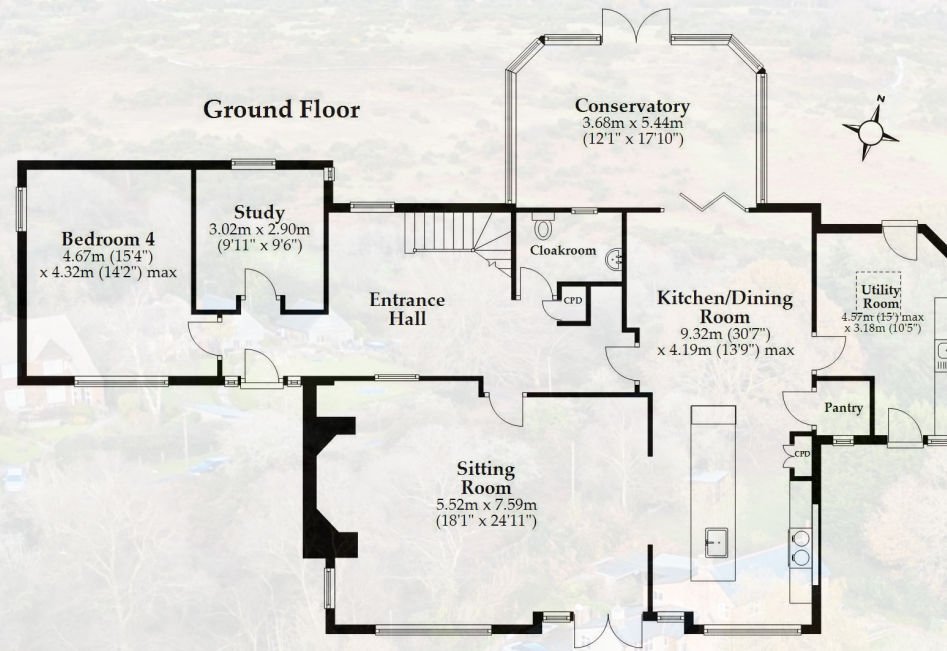 Ground Floor
N
Conservatory
3.68m x 5.44m
(12'1" x 17'10")
Study
3.02m x 2.90m
(9'11" x 9'6")
Bedroom 4
4.67m (15'4")
x 4.32m (14'2") max
Cloakroom
CPD
Entrance
Hall
Kitchen/Dining
Room
9.32m (30'7")
x 4.19m (13'9") max
Utility
Room
4.57m (15') max
x 3.18m (10'5")
Pantry
CPD
Sitting
Room
5.52m x 7.59m
(18'1" x 24'11")